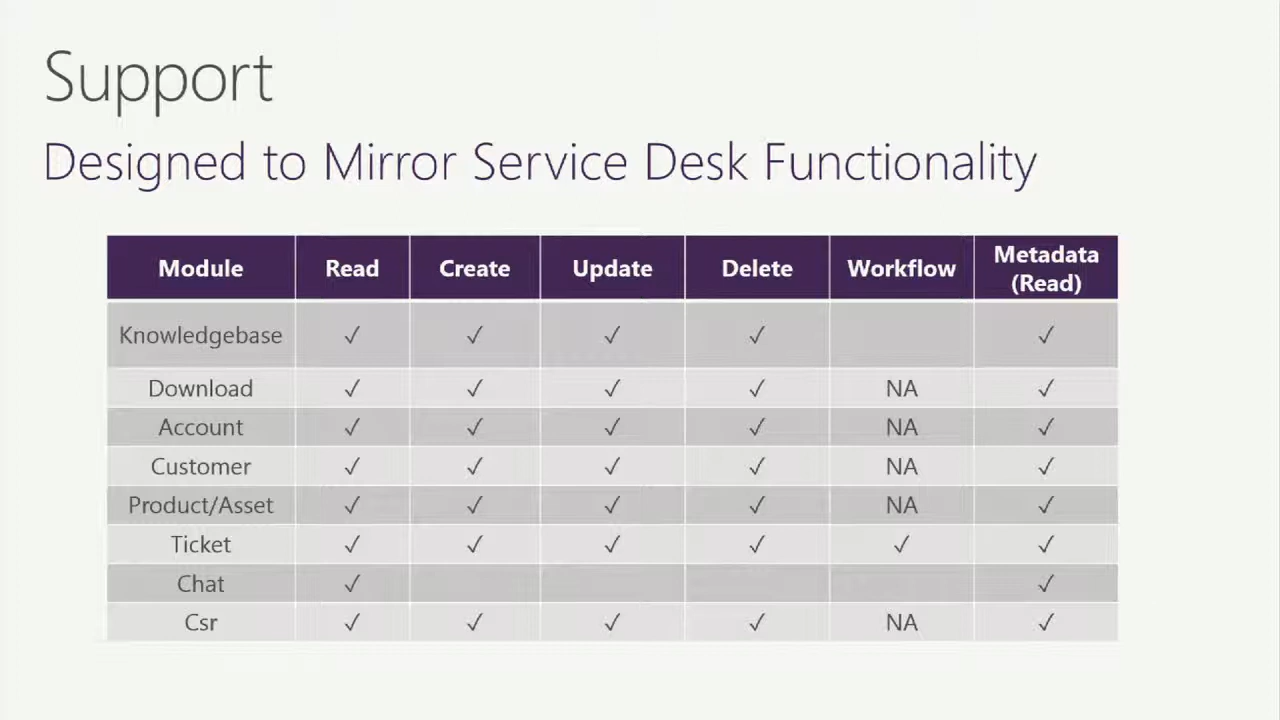 Support
Designed to Mirror Service Desk Functionality
Module Read Create Update Delete Workflow Metadata (Read)
Knowledgebase ✓ ✓ ✓ ✓ ✓
Download ✓ ✓ ✓ ✓ NA ✓
Account ✓ ✓ ✓ ✓ NA ✓
Customer ✓ ✓ ✓ ✓ NA ✓
Product/Asset ✓ ✓ ✓ ✓ NA ✓
Ticket ✓ ✓ ✓ ✓ ✓ ✓
Chat ✓ ✓
Csr ✓ ✓ ✓ ✓ NA ✓